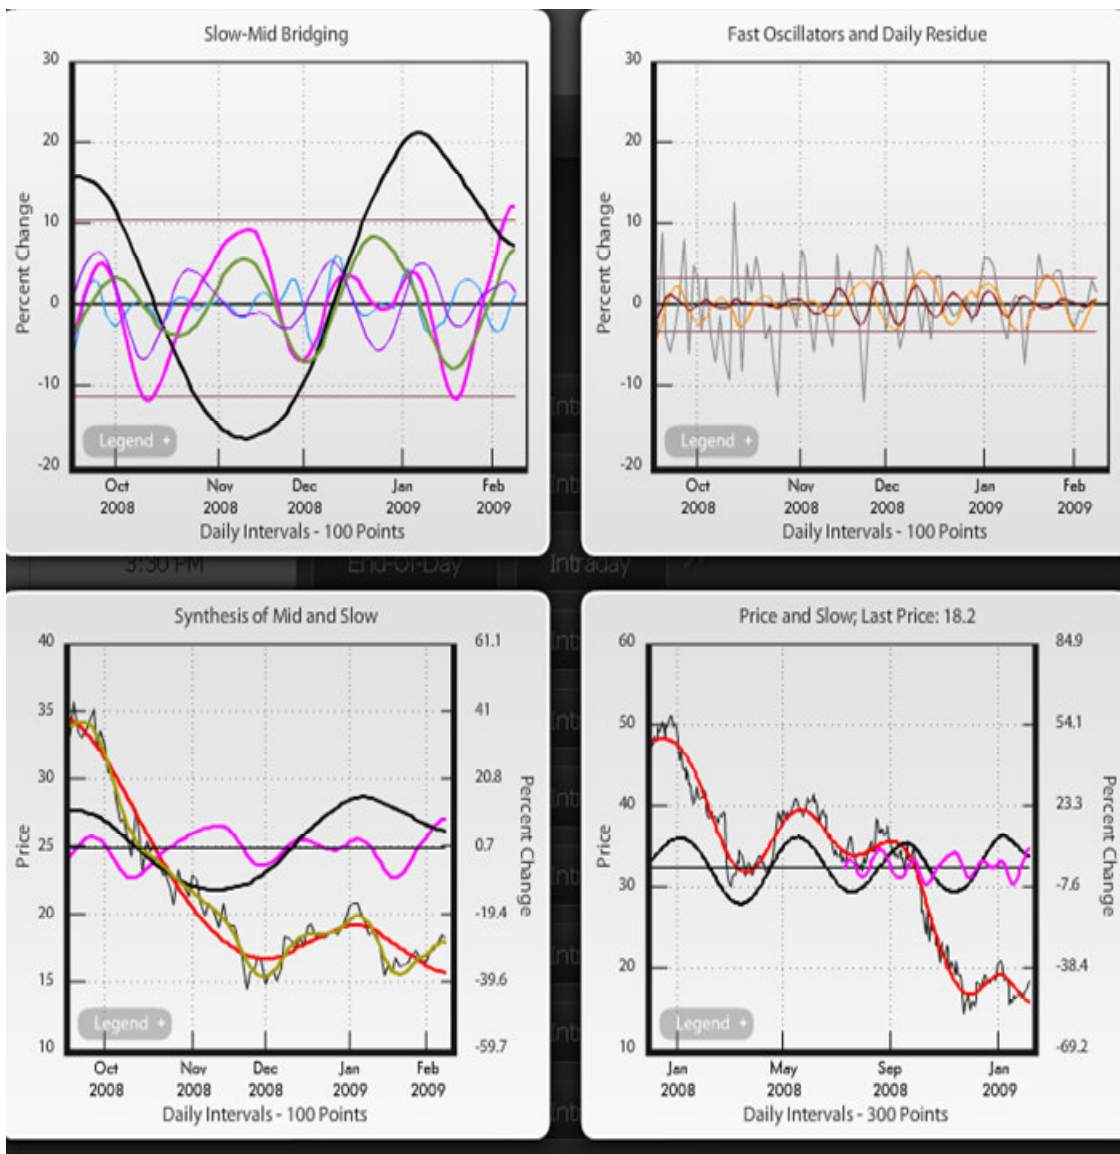 Slow-Mid Bridging
30
20
10
0
-10
-20
Percent Change
Legend +
Oct Nov Dec Jan Feb
2008 2008 2008 2009 2009
Daily Intervals - 100 Points
Fast Oscillators and Daily Residue
30
20
10
0
-10
-20
Percent Change
Legend +
Oct Nov Dec Jan Feb
2008 2008 2008 2009 2009
Daily Intervals - 100 Points
3:30 PM End-Of-Day Intraday
Synthesis of Mid and Slow
40 61.1
35 41
30 20.8
25 0.7
20 -19.4
15 -39.6
10 -59.7
Price
Percent Change
Legend +
Oct Nov Dec Jan Feb
2008 2008 2008 2009 2009
Daily Intervals - 100 Points
Price and Slow; Last Price: 18.2
60 84.9
50 54.1
40 23.3
30 -7.6
20 -38.4
10 -69.2
Price
Percent Change
Legend +
Jan May Sep Jan
2008 2008 2008 2009
Daily Intervals - 300 Points